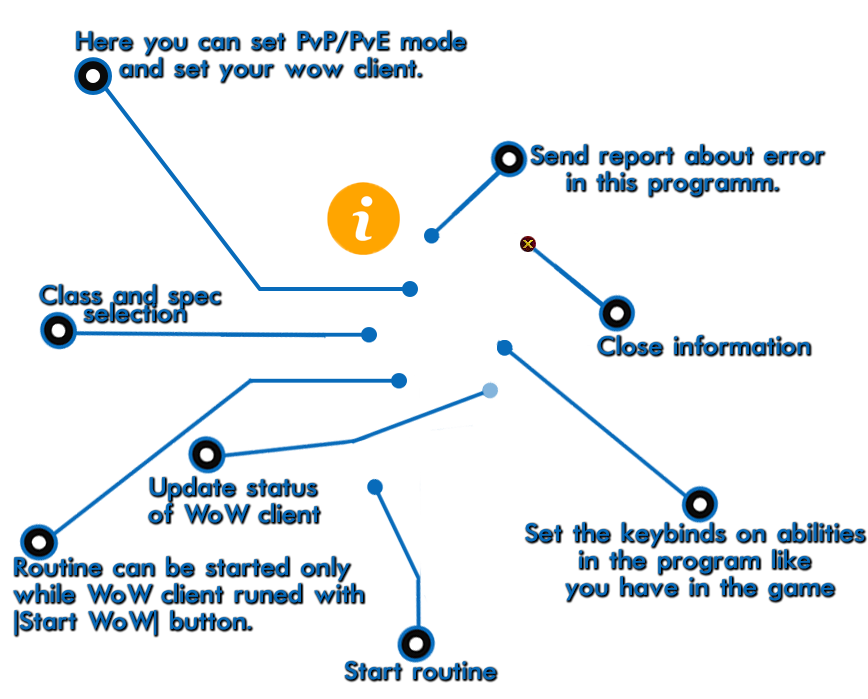 Here you can set PvP/PvE mode
and set your wow client.
Send report about error
in this programm.
Class and spec
selection
Close information
Update status
of WoW client
Set the keybinds on abilities
in the program like
you have in the game
Routine can be started only
while WoW client runed with
|Start WoW| button.
Start routine